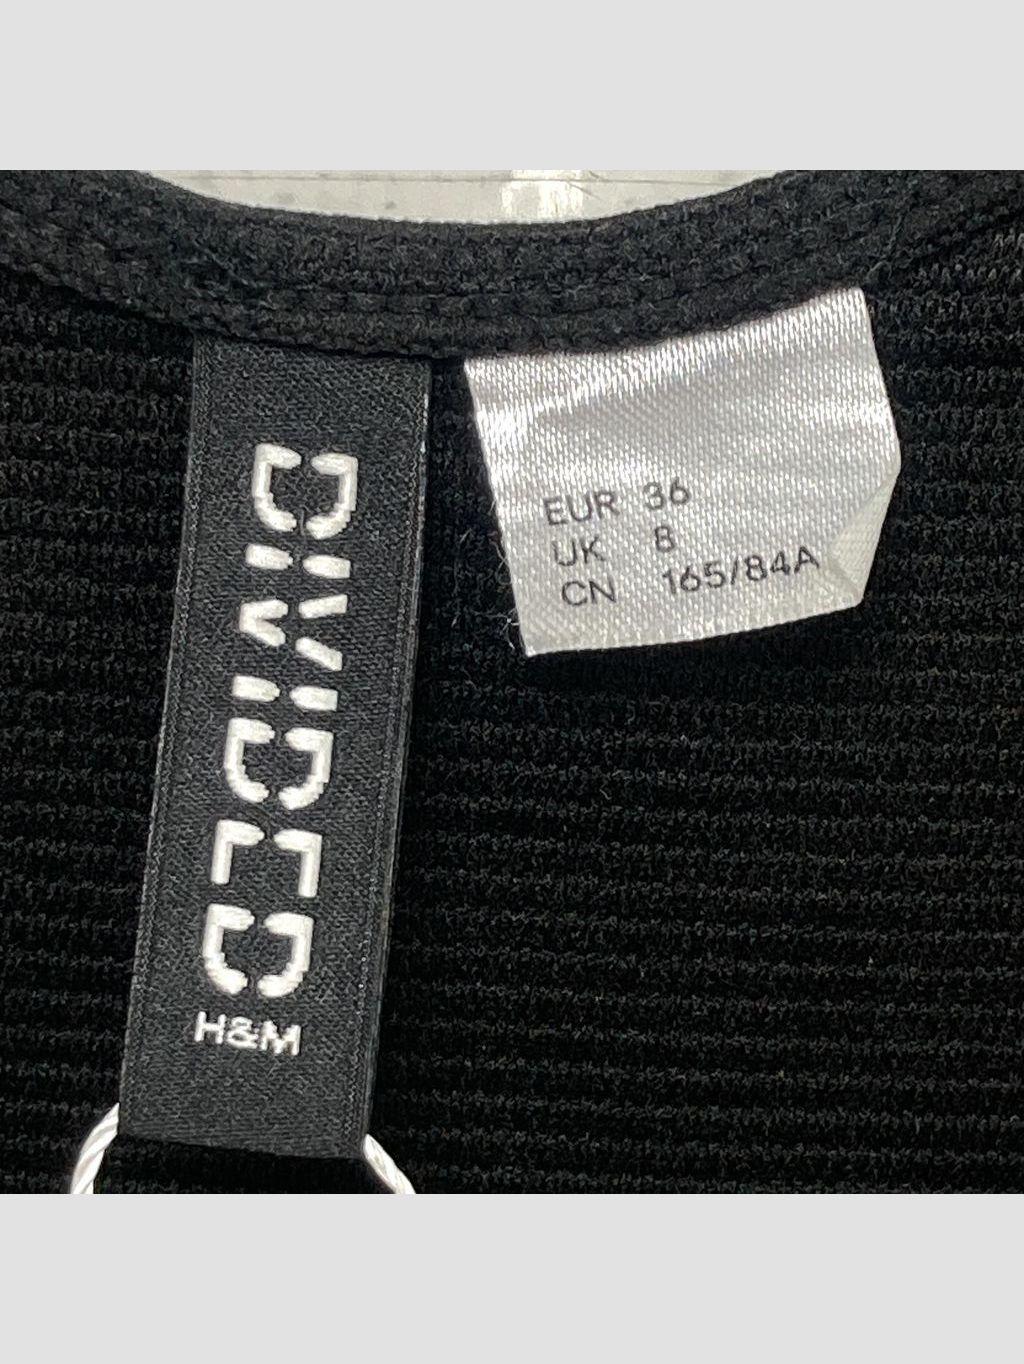 DIVIDED
H&M
EUR 36
UK 8
CN 165/84A